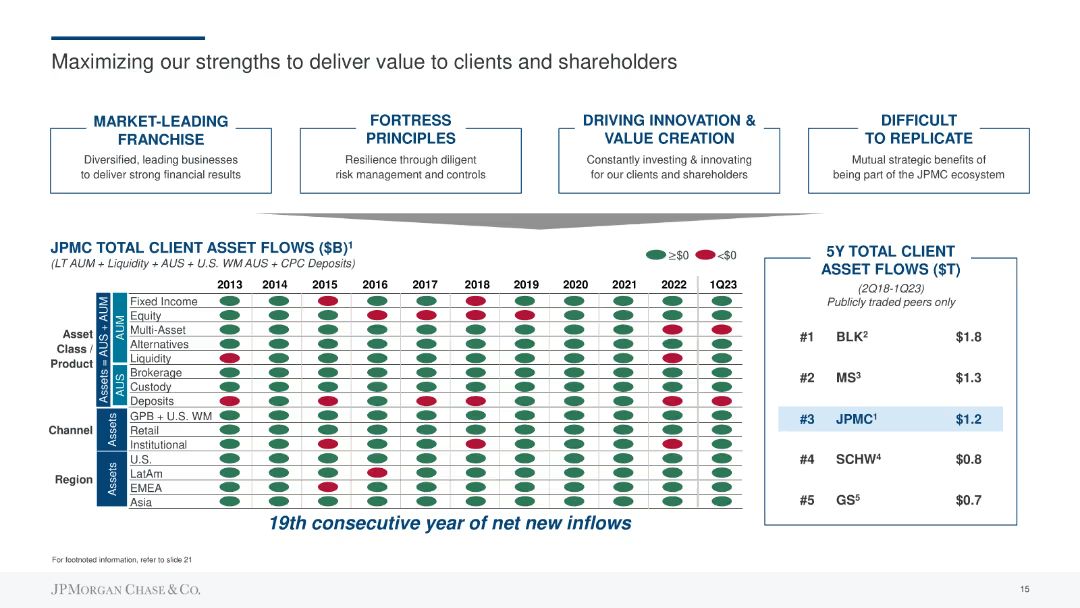 Maximizing our strengths to deliver value to clients and shareholders
MARKET-LEADING
FRANCHISE
Diversified, leading businesses
to deliver strong financial results
FORTRESS
PRINCIPLES
Resilience through diligent
risk management and controls
DRIVING INNOVATION &
VALUE CREATION
Constantly investing & innovating
for our clients and shareholders
DIFFICULT
TO REPLICATE
Mutual strategic benefits of
being part of the JPMC ecosystem
JPMC TOTAL CLIENT ASSET FLOWS ($B)¹
(LT AUM + Liquidity + AUS + U.S. WM AUS + CPC Deposits)
≥$0 <$0
2013 2014 2015 2016 2017 2018 2019 2020 2021 2022 1Q23
Asset
Class /
Product
Assets = AUS + AUM
AUM
Fixed Income
Equity
Multi-Asset
Alternatives
Liquidity
AUS
Brokerage
Custody
Deposits
Channel
Assets
GPB + U.S. WM
Retail
Institutional
Region
Assets
U.S.
LatAm
EMEA
Asia
19th consecutive year of net new inflows
5Y TOTAL CLIENT
ASSET FLOWS ($T)
(2Q18-1Q23)
Publicly traded peers only
#1 BLK² $1.8
#2 MS³ $1.3
#3 JPMC¹ $1.2
#4 SCHW⁴ $0.8
#5 GS⁵ $0.7
For footnoted information, refer to slide 21
JPMORGAN CHASE & CO.
15